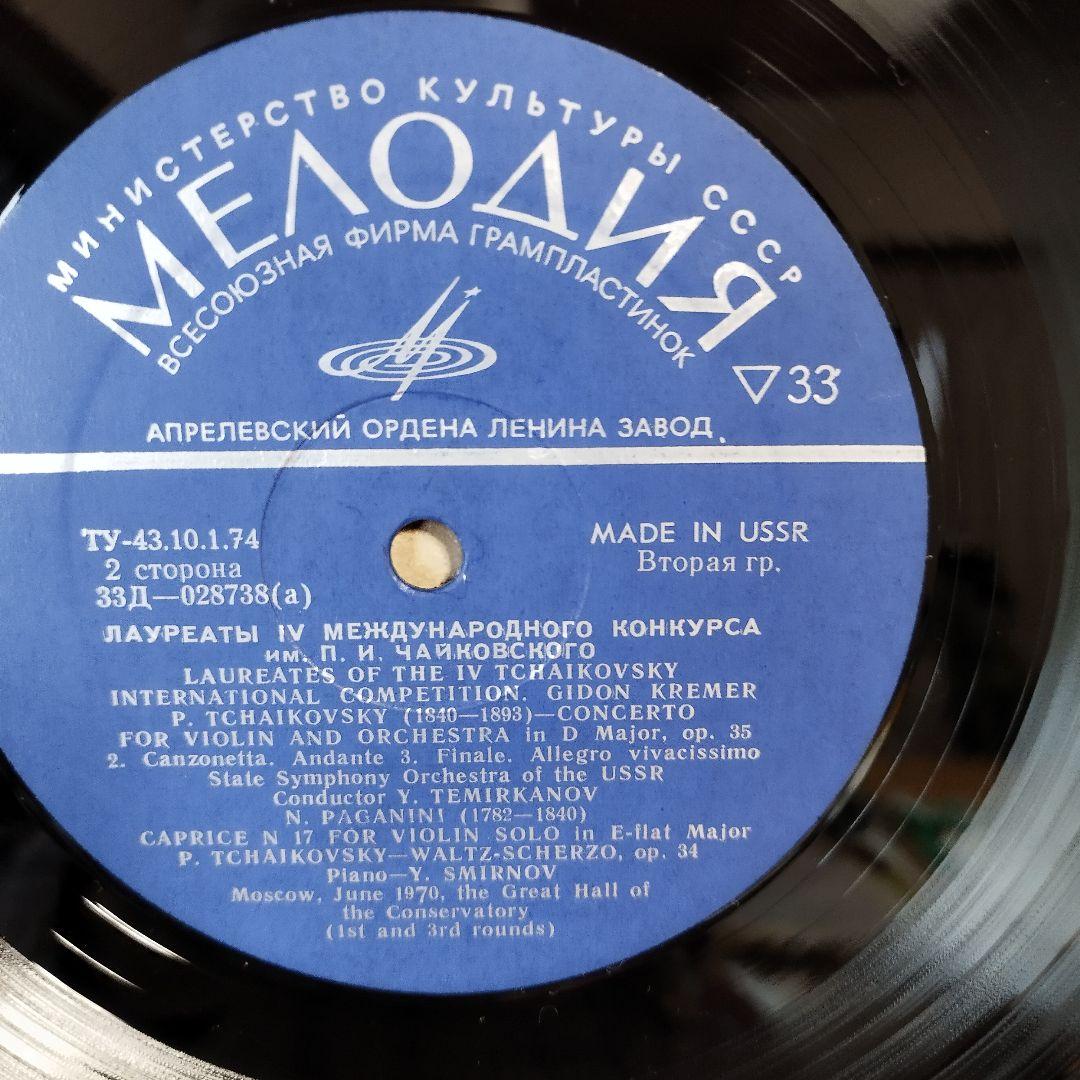 МИНИСТЕРСТВО КУЛЬТУРЫ СССР
МЕЛОДИЯ
ВСЕСОЮЗНАЯ ФИРМА ГРАМПЛАСТИНОК
▽33
АПРЕЛЕВСКИЙ ОРДЕНА ЛЕНИНА ЗАВОД
ТУ-43.10.1.74
2 сторона
33Д—028738(а)
MADE IN USSR
Вторая гр.
ЛАУРЕАТЫ IV МЕЖДУНАРОДНОГО КОНКУРСА
им. П. И. ЧАЙКОВСКОГО
LAUREATES OF THE IV TCHAIKOVSKY
INTERNATIONAL COMPETITION. GIDON KREMER
P. TCHAIKOVSKY (1840—1893)—CONCERTO
FOR VIOLIN AND ORCHESTRA in D Major, op. 35
2. Canzonetta. Andante 3. Finale. Allegro vivacissimo
State Symphony Orchestra of the USSR
Conductor Y. TEMIRKANOV
N. PAGANINI (1782—1840)
CAPRICE N 17 FOR VIOLIN SOLO in E-flat Major
P. TCHAIKOVSKY—WALTZ-SCHERZO, op. 34
Piano—Y. SMIRNOV
Moscow, June 1970, the Great Hall of
the Conservatory
(1st and 3rd rounds)